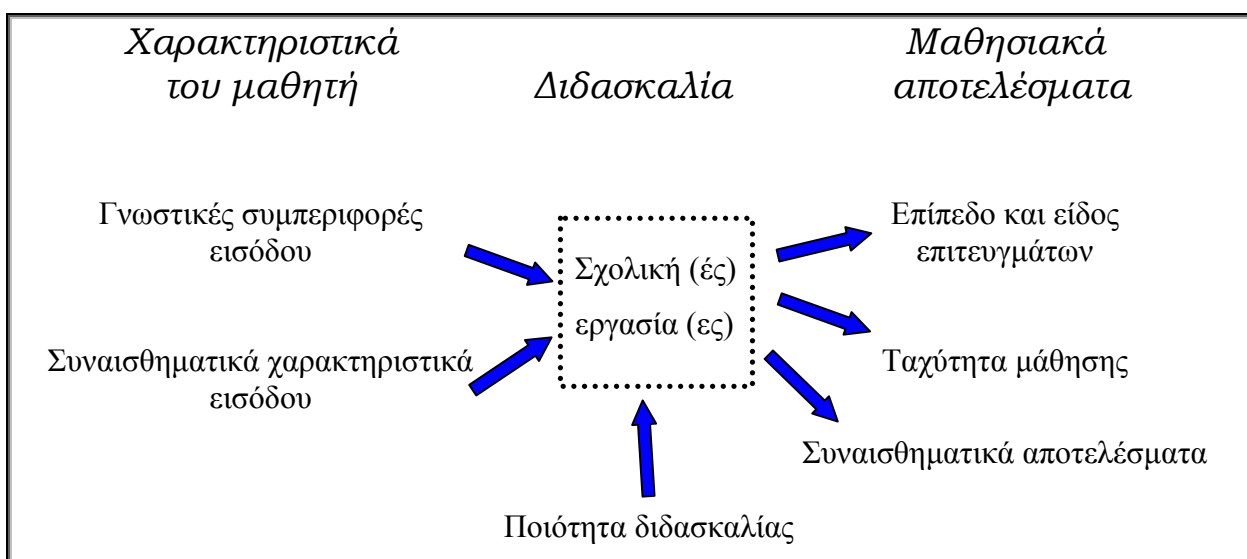 Χαρακτηριστικά
του μαθητή
Διδασκαλία
Μαθησιακά
αποτελέσματα
Γνωστικές συμπεριφορές
εισόδου
Συναισθηματικά χαρακτηριστικά
εισόδου
Σχολική (ές)
εργασία (ες)
Ποιότητα διδασκαλίας
Επίπεδο και είδος
επιτευγμάτων
Ταχύτητα μάθησης
Συναισθηματικά αποτελέσματα